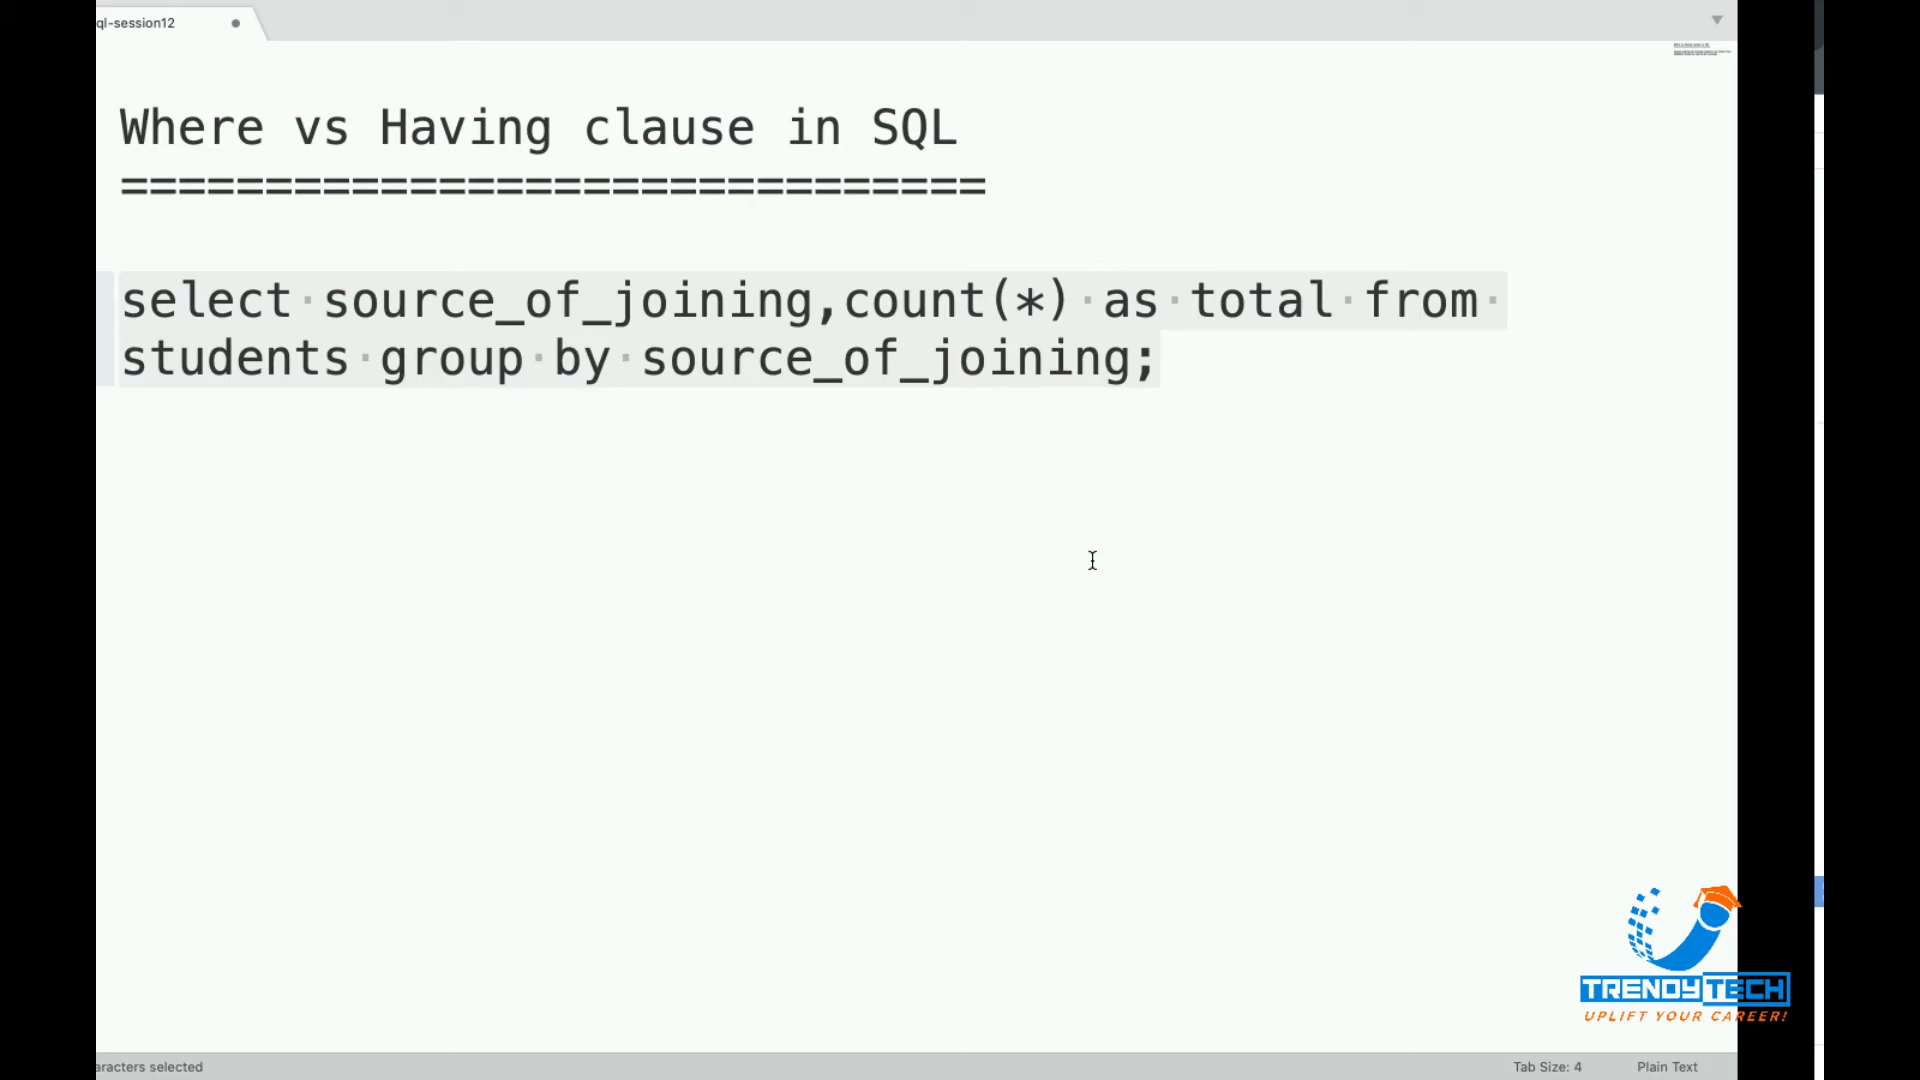 ql-session12
Where vs Having clause in SQL
==============================
select source_of_joining,count(*) as total from
students group by source_of_joining;
TRENDYTECH
UPLIFT YOUR CAREER!
aracters selected
Tab Size: 4
Plain Text